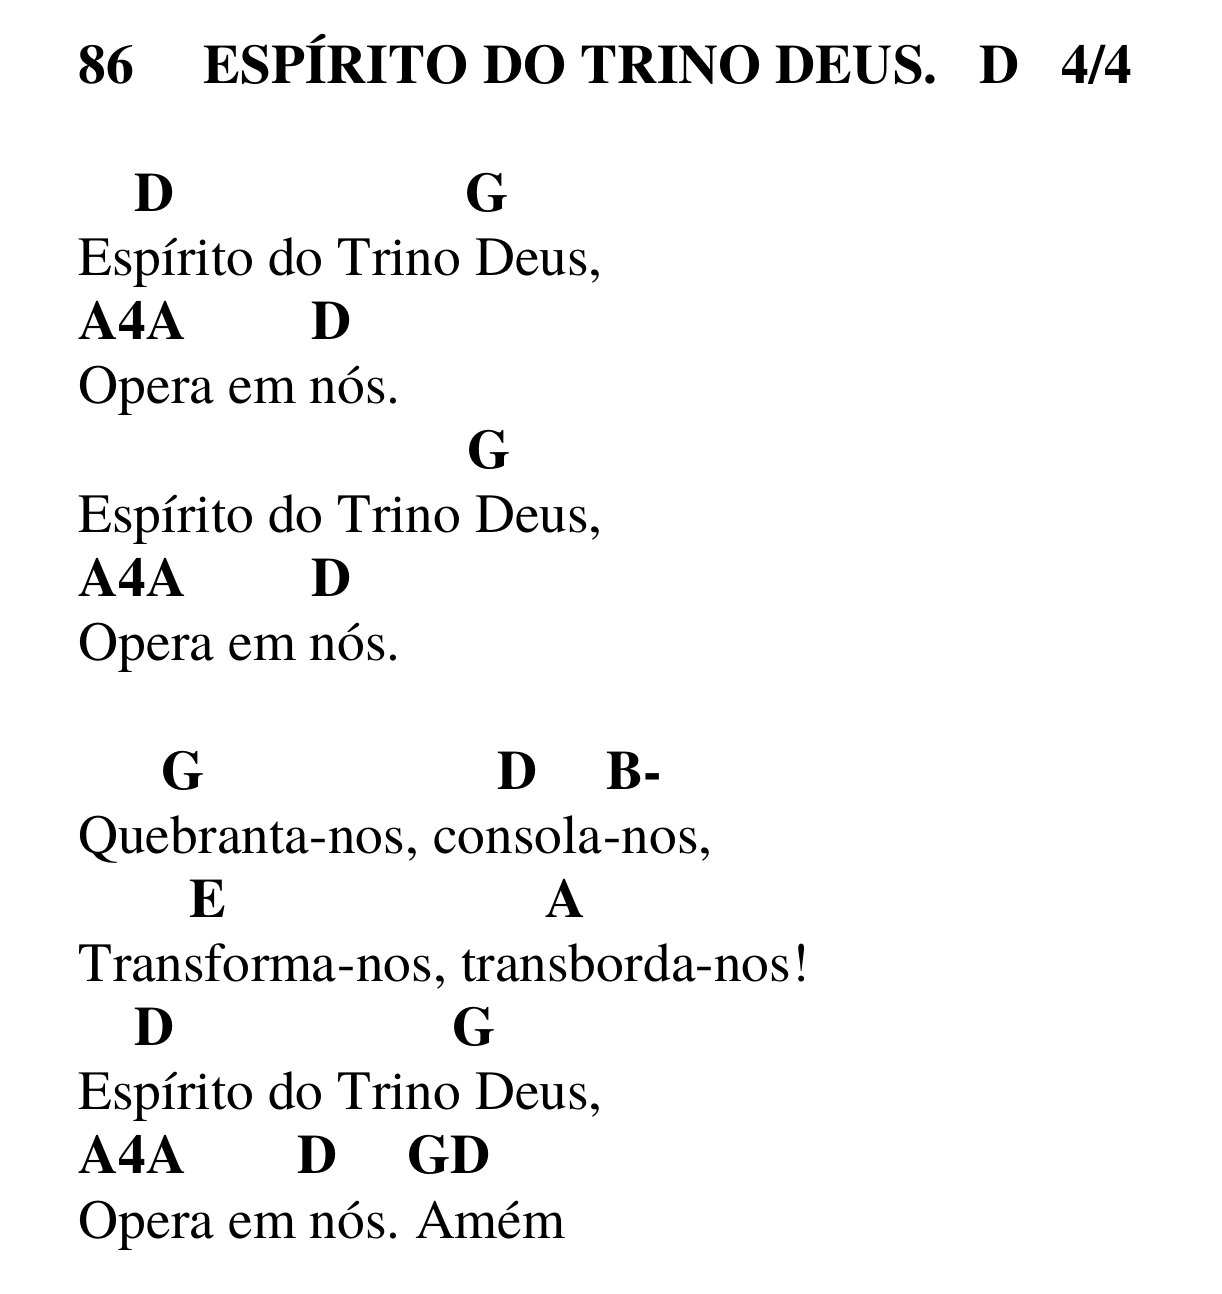 86 ESPÍRITO DO TRINO DEUS. D 4/4
D G
Espírito do Trino Deus,
A4A D
Opera em nós.
G
Espírito do Trino Deus,
A4A D
Opera em nós.
G D B-
Quebranta-nos, consola-nos,
E A
Transforma-nos, transborda-nos!
D G
Espírito do Trino Deus,
A4A D GD
Opera em nós. Amém